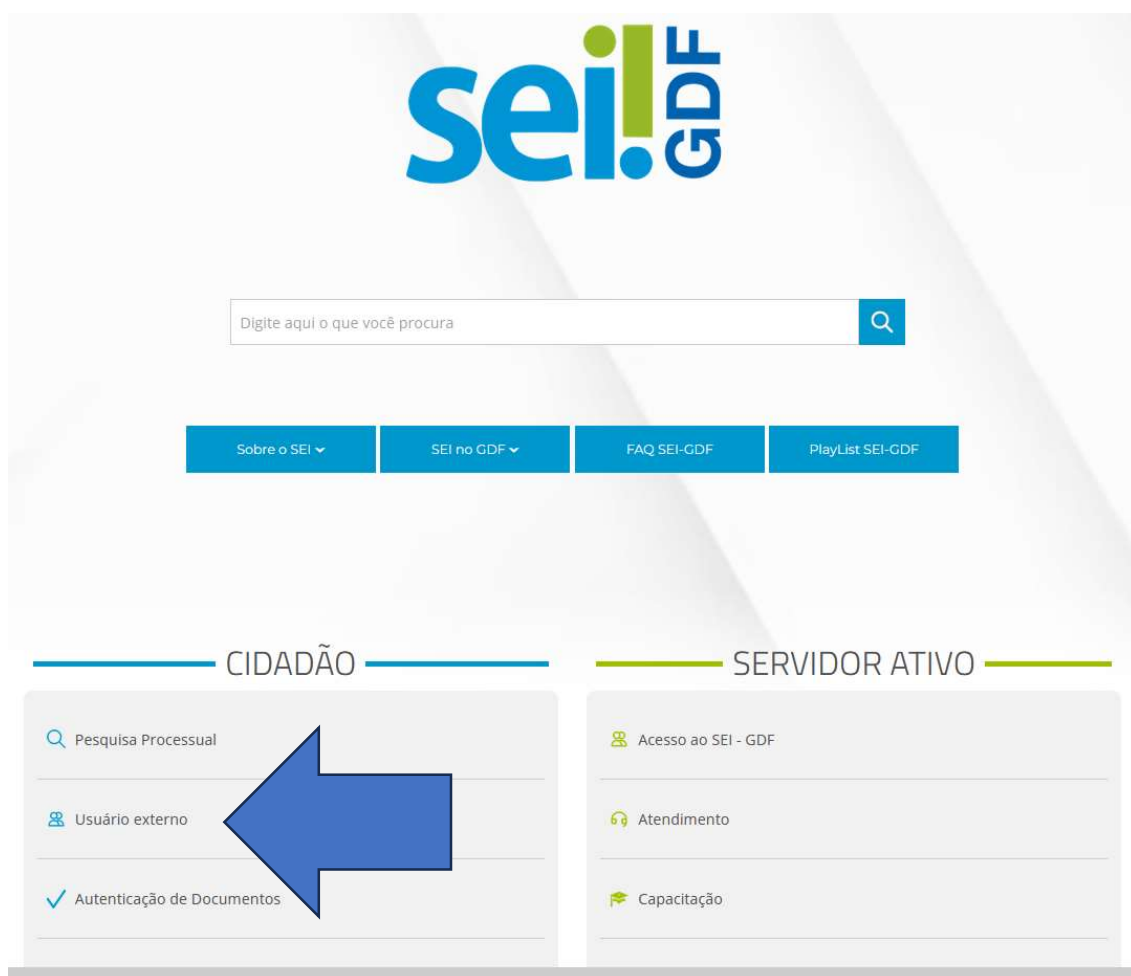 sei! GDF
Digite aqui o que você procura
Sobre o SEI
SEI no GDF
FAQ SEI-GDF
PlayList SEI-GDF
CIDADÃO
Pesquisa Processual
Usuário externo
Autenticação de Documentos
SERVIDOR ATIVO
Acesso ao SEI - GDF
Atendimento
Capacitação